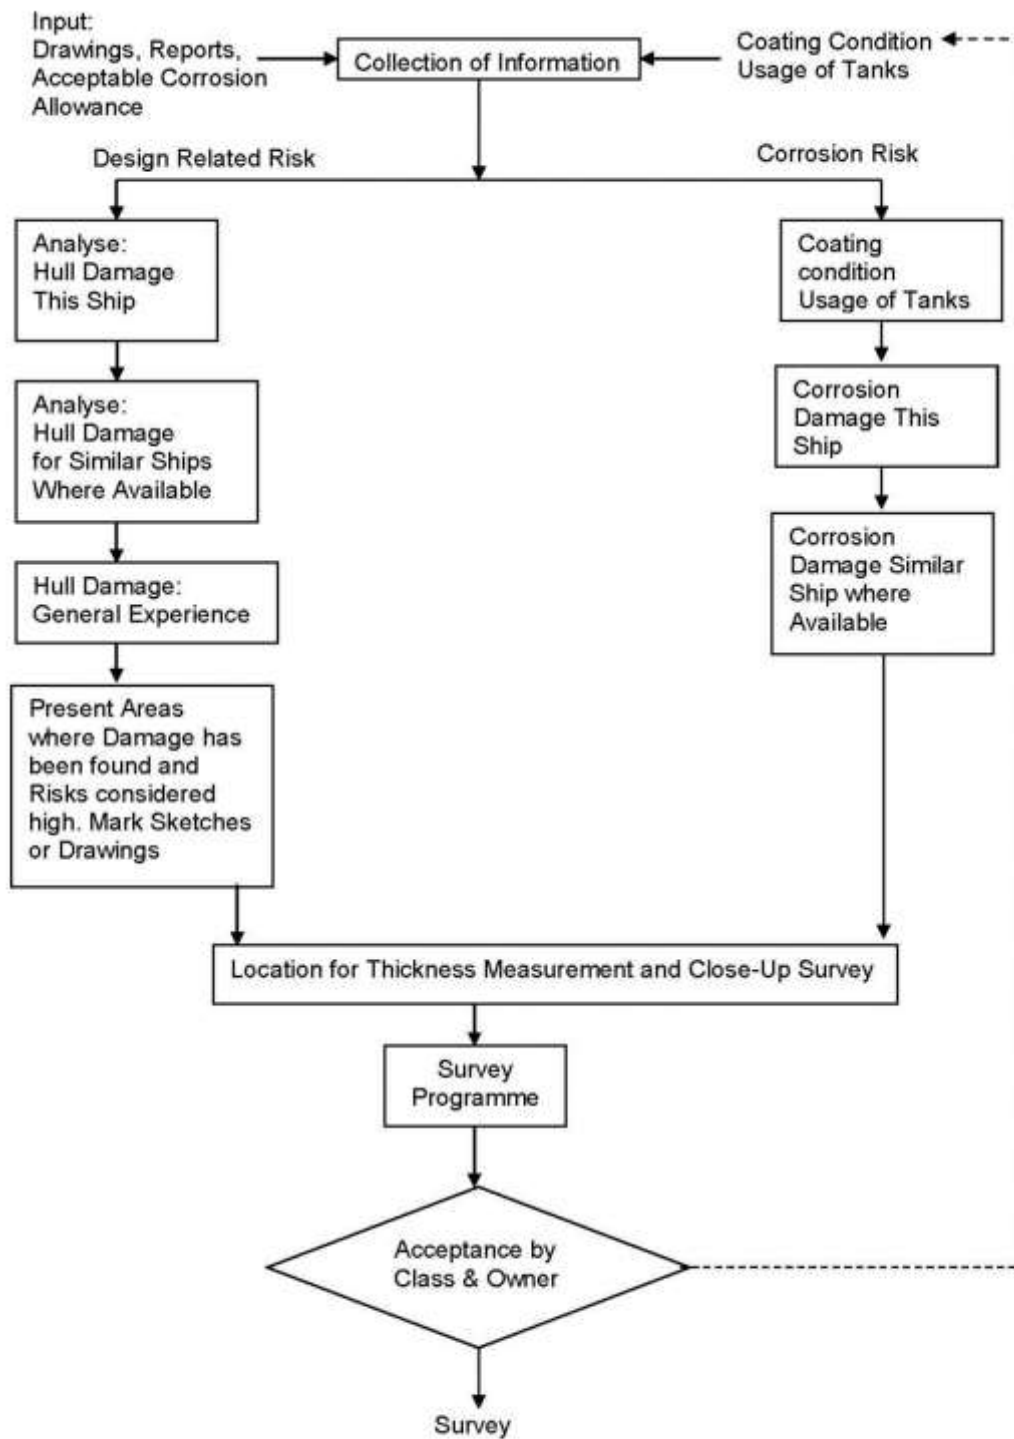 Input:
Drawings, Reports,
Acceptable Corrosion
Allowance
Collection of Information
Coating Condition
Usage of Tanks
Design Related Risk
Corrosion Risk
Analyse:
Hull Damage
This Ship
Coating
condition
Usage of Tanks
Analyse:
Hull Damage
for Similar Ships
Where Available
Corrosion
Damage This
Ship
Hull Damage:
General Experience
Corrosion
Damage Similar
Ship where
Available
Present Areas
where Damage has
been found and
Risks considered
high. Mark Sketches
or Drawings
Location for Thickness Measurement and Close-Up Survey
Survey
Programme
Acceptance by
Class & Owner
Survey